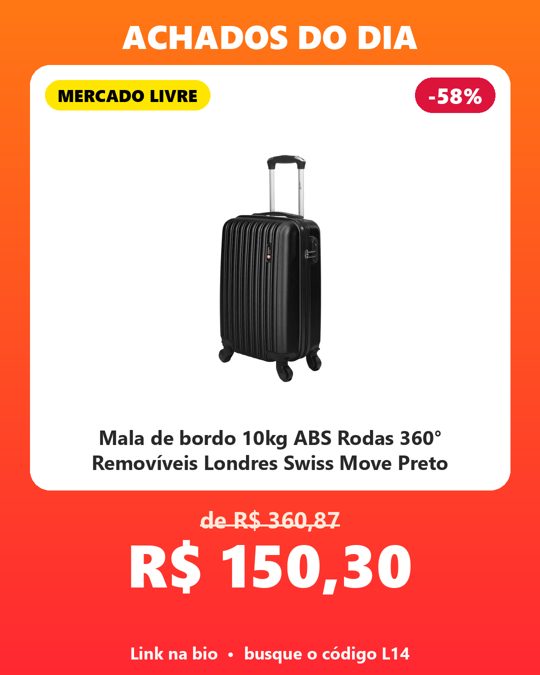 ACHADOS DO DIA
MERCADO LIVRE
-58%
Mala de bordo 10kg ABS Rodas 360°
Removíveis Londres Swiss Move Preto
de R$ 360,87
R$ 150,30
Link na bio • busque o código L14